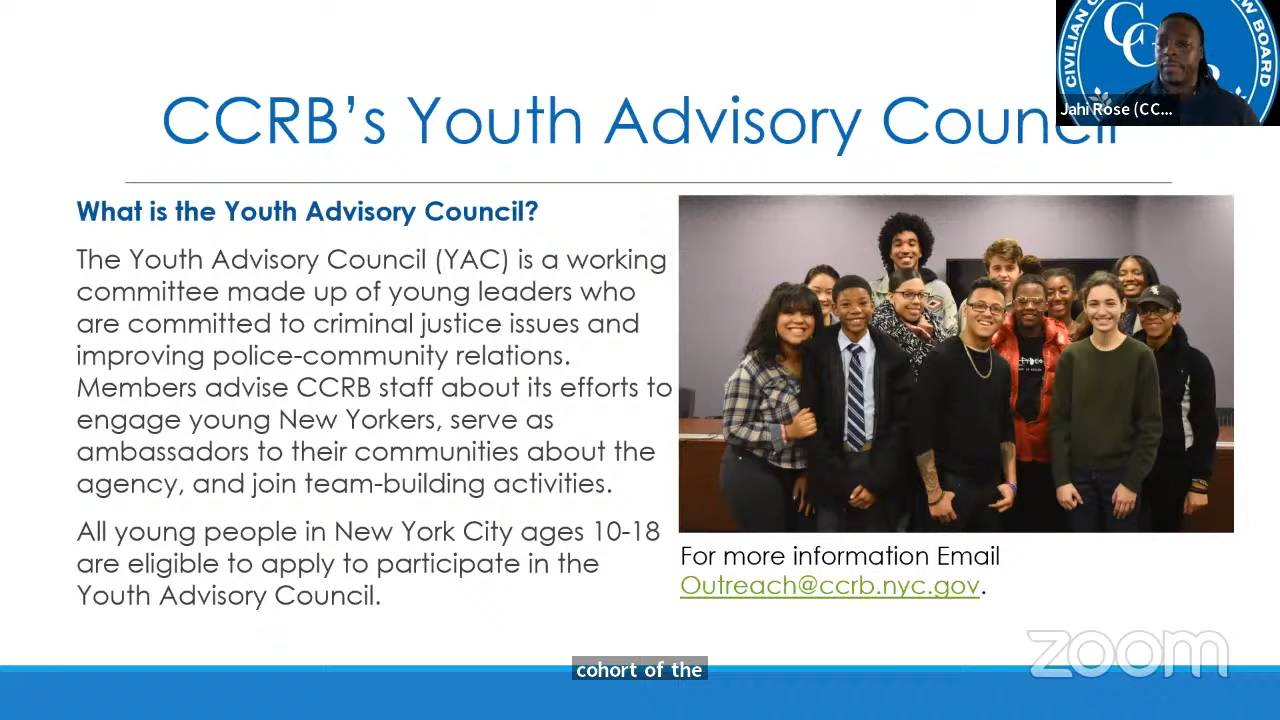 CCRB's Youth Advisory Council
CIVILIAN
BOARD
Jahi Rose (CC...
What is the Youth Advisory Council?
The Youth Advisory Council (YAC) is a working
committee made up of young leaders who
are committed to criminal justice issues and
improving police-community relations.
Members advise CCRB staff about its efforts to
engage young New Yorkers, serve as
ambassadors to their communities about the
agency, and join team-building activities.
All young people in New York City ages 10-18
are eligible to apply to participate in the
Youth Advisory Council.
For more information Email
Outreach@ccrb.nyc.gov.
zoom
cohort of the